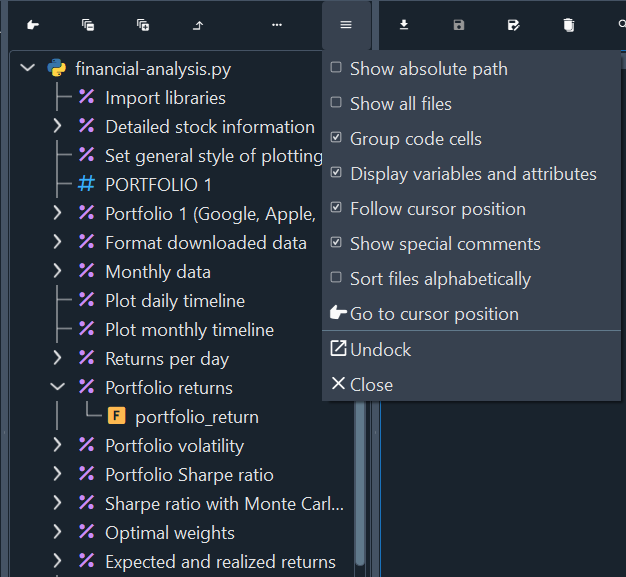 financial-analysis.py
Import libraries
Detailed stock information
Set general style of plotting
# PORTFOLIO 1
Portfolio 1 (Google, Apple,
Format downloaded data
Monthly data
Plot daily timeline
Plot monthly timeline
Returns per day
Portfolio returns
F portfolio_return
Portfolio volatility
Portfolio Sharpe ratio
Sharpe ratio with Monte Carl...
Optimal weights
Expected and realized returns
Show absolute path
Show all files
Group code cells
Display variables and attributes
Follow cursor position
Show special comments
Sort files alphabetically
Go to cursor position
Undock
Close